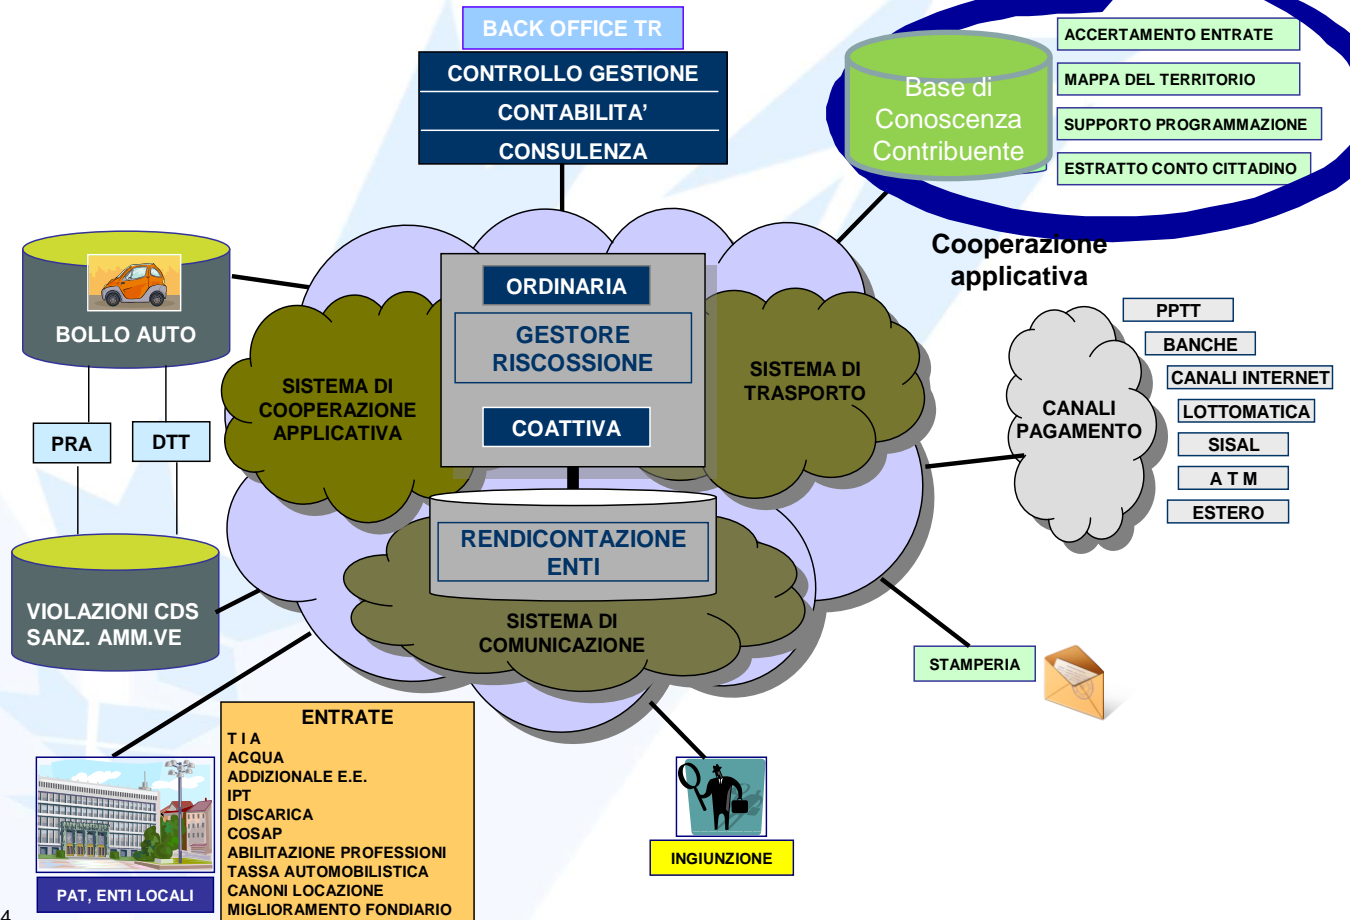 BACK OFFICE TR
CONTROLLO GESTIONE
CONTABILITA’
CONSULENZA
Base di
Conoscenza
Contribuente
ACCERTAMENTO ENTRATE
MAPPA DEL TERRITORIO
SUPPORTO PROGRAMMAZIONE
ESTRATTO CONTO CITTADINO
Cooperazione
applicativa
BOLLO AUTO
PRA
DTT
VIOLAZIONI CDS
SANZ. AMM.VE
ORDINARIA
GESTORE
RISCOSSIONE
COATTIVA
SISTEMA DI
COOPERAZIONE
APPLICATIVA
SISTEMA DI
TRASPORTO
RENDICONTAZIONE
ENTI
SISTEMA DI
COMUNICAZIONE
CANALI
PAGAMENTO
PPTT
BANCHE
CANALI INTERNET
LOTTOMATICA
SISAL
A T M
ESTERO
STAMPERIA
INGIUNZIONE
PAT, ENTI LOCALI
ENTRATE
T I A
ACQUA
ADDIZIONALE E.E.
IPT
DISCARICA
COSAP
ABILITAZIONE PROFESSIONI
TASSA AUTOMOBILISTICA
CANONI LOCAZIONE
MIGLIORAMENTO FONDIARIO
4